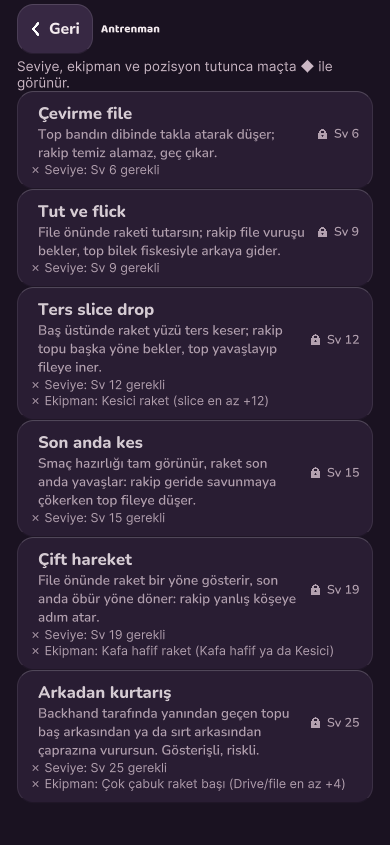 Geri
Antrenman
Seviye, ekipman ve pozisyon tutunca maçta ◆ ile
görünür.
Çevirme file
Top bandın dibinde takla atarak düşer;
rakip temiz alamaz, geç çıkar.
Sv 6
× Seviye: Sv 6 gerekli
Tut ve flick
File önünde raketi tutarsın; rakip file vuruşu
bekler, top bilek fiskesiyle arkaya gider.
Sv 9
× Seviye: Sv 9 gerekli
Ters slice drop
Baş üstünde raket yüzü ters keser; rakip
topu başka yöne bekler, top yavaşlayıp
fileye iner.
Sv 12
× Seviye: Sv 12 gerekli
× Ekipman: Kesici raket (slice en az +12)
Son anda kes
Smaç hazırlığı tam görünür, raket son
anda yavaşlar: rakip geride savunmaya
çökerken top fileye düşer.
Sv 15
× Seviye: Sv 15 gerekli
Çift hareket
File önünde raket bir yöne gösterir, son
anda öbür yöne döner: rakip yanlış köşeye
adım atar.
Sv 19
× Seviye: Sv 19 gerekli
× Ekipman: Kafa hafif raket (Kafa hafif ya da Kesici)
Arkadan kurtarış
Backhand tarafında yanından geçen topu
baş arkasından ya da sırt arkasından
çaprazına vurursun. Gösterişli, riskli.
Sv 25
× Seviye: Sv 25 gerekli
× Ekipman: Çok çabuk raket başı (Drive/file en az +4)